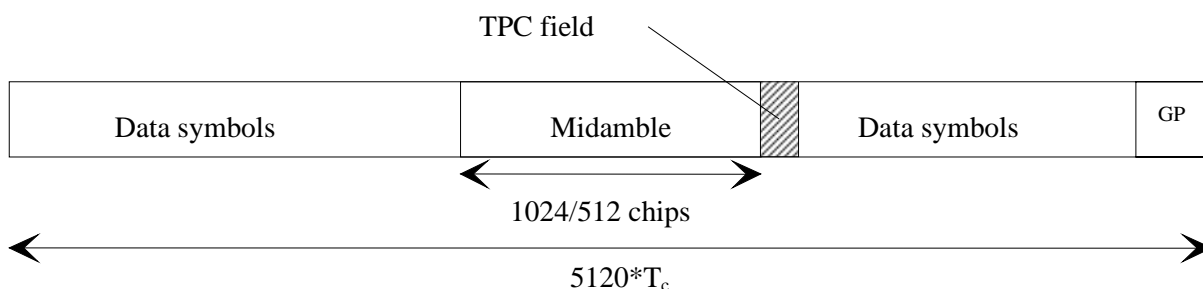 TPC field
Data symbols
Midamble
Data symbols
GP
1024/512 chips
5120*Tc